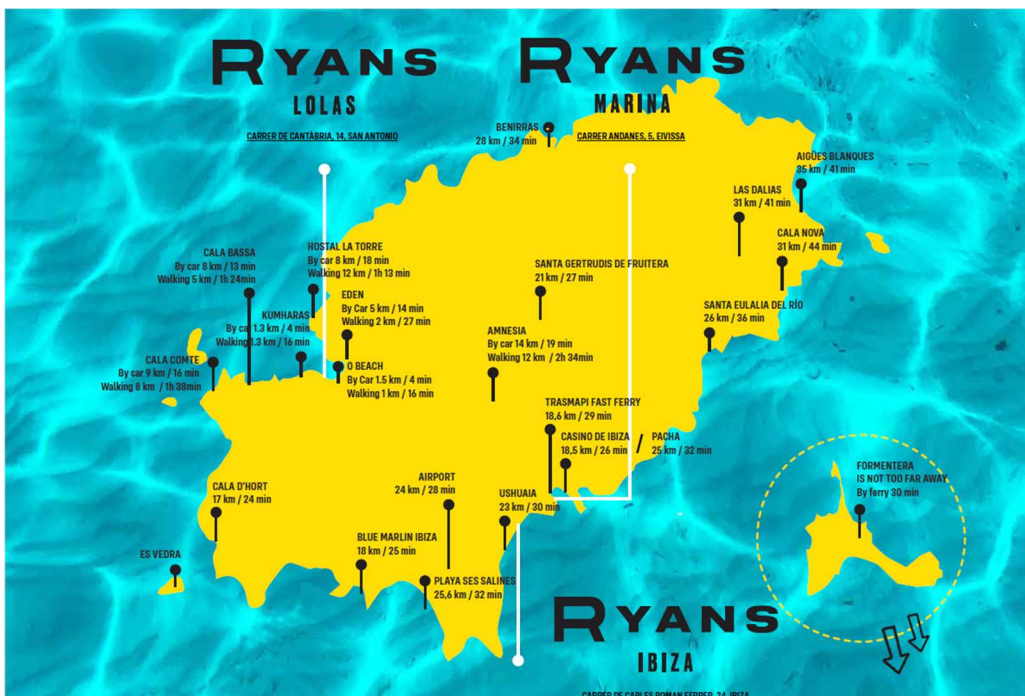 RYANS
LOLAS
CARRER DE CANTÀBRIA, 14, SAN ANTONIO
RYANS
MARINA
CARRER ANDANES, 5, EIVISSA
BENIRRAS
28 km / 34 min
AIGÜES BLANQUES
35 km / 41 min
LAS DALIAS
31 km / 41 min
CALA NOVA
31 km / 44 min
CALA BASSA
By car 8 km / 13 min
Walking 5 km / 1h 24min
HOSTAL LA TORRE
By car 8 km / 18 min
Walking 12 km / 1h 13 min
SANTA GERTRUDIS DE FRUITERA
21 km / 27 min
EDEN
By Car 5 km / 14 min
Walking 2 km / 27 min
SANTA EULALIA DEL RÍO
26 km / 36 min
KUMHARAS
By car 1.3 km / 4 min
Walking 1.3 km / 16 min
AMNESIA
By car 14 km / 19 min
Walking 12 km / 2h 34min
CALA COMTE
By car 9 km / 16 min
Walking 8 km / 1h 38min
O BEACH
By Car 1.5 km / 4 min
Walking 1 km / 16 min
TRASMAPI FAST FERRY
18,6 km / 29 min
CASINO DE IBIZA / PACHA
18,5 km / 26 min 25 km / 32 min
FORMENTERA
IS NOT TOO FAR AWAY
By ferry 30 min
CALA D'HORT
17 km / 24 min
AIRPORT
24 km / 28 min
USHUAIA
23 km / 30 min
BLUE MARLIN IBIZA
18 km / 25 min
ES VEDRA
PLAYA SES SALINES
25,6 km / 32 min
RYANS
IBIZA
CARRER DE CARLES ROMAN FERRER, 24, IBIZA